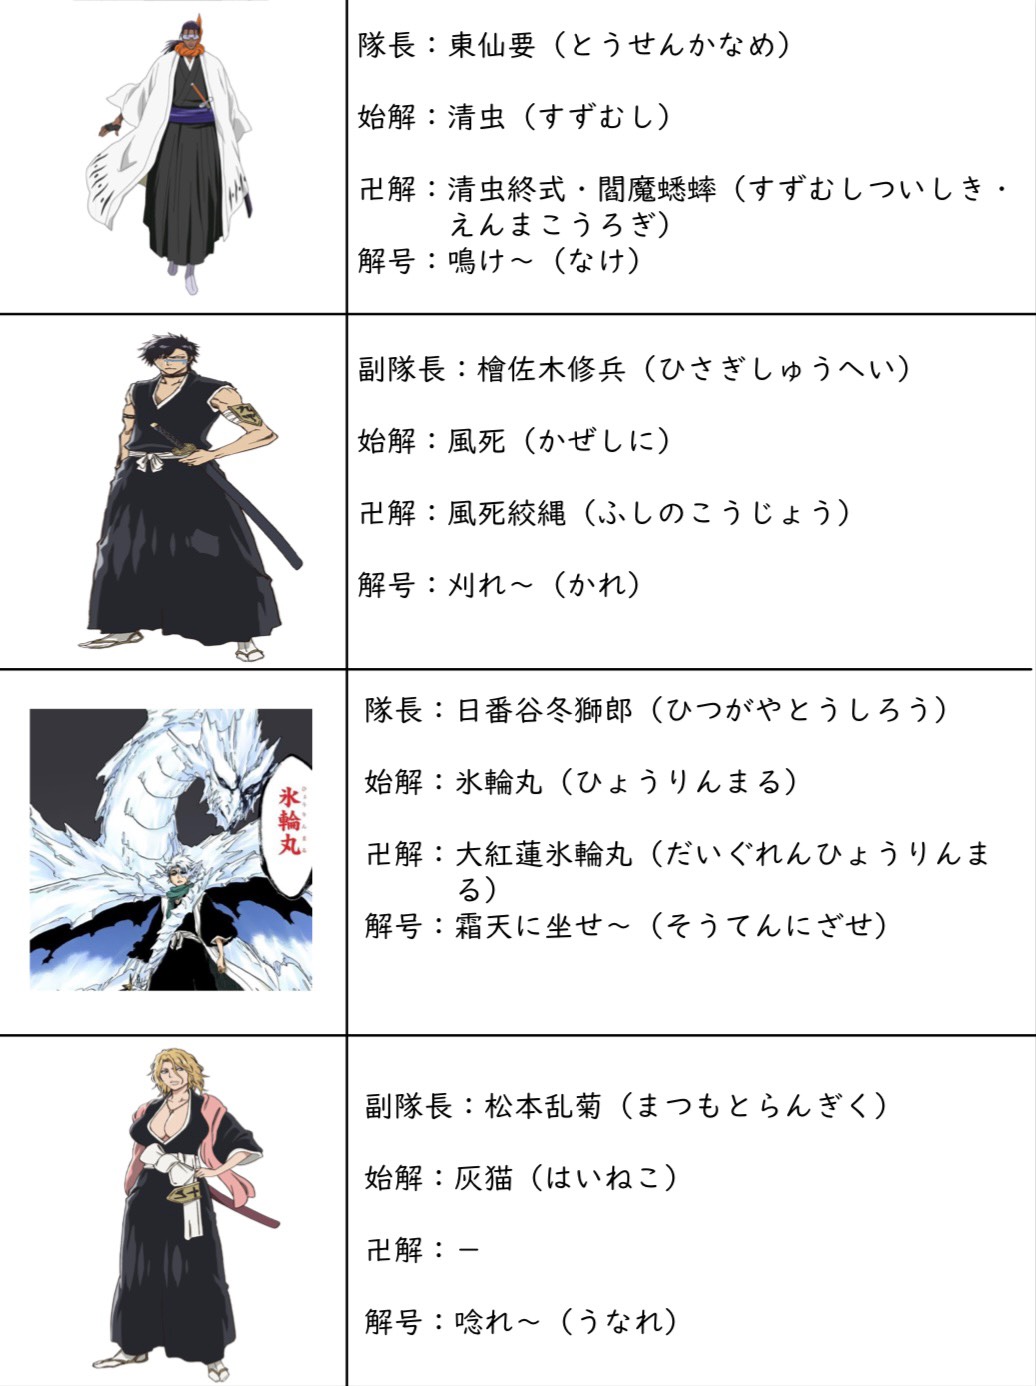 隊長：東仙要（とうせんかなめ）
始解：清虫（すずむし）
卍解：清虫終式・閻魔蟋蟀（すずむしついしき・
えんまこうろぎ）
解号：鳴け～（なけ）
副隊長：檜佐木修兵（ひさぎしゅうへい）
始解：風死（かぜしに）
卍解：風死絞縄（ふしのこうじょう）
解号：刈れ～（かれ）
氷輪丸
ひょうりんまる
隊長：日番谷冬獅郎（ひつがやとうしろう）
始解：氷輪丸（ひょうりんまる）
卍解：大紅蓮氷輪丸（だいぐれんひょうりんま
る）
解号：霜天に坐せ～（そうてんにざせ）
副隊長：松本乱菊（まつもとらんぎく）
始解：灰猫（はいねこ）
卍解：－
解号：唸れ～（うなれ）